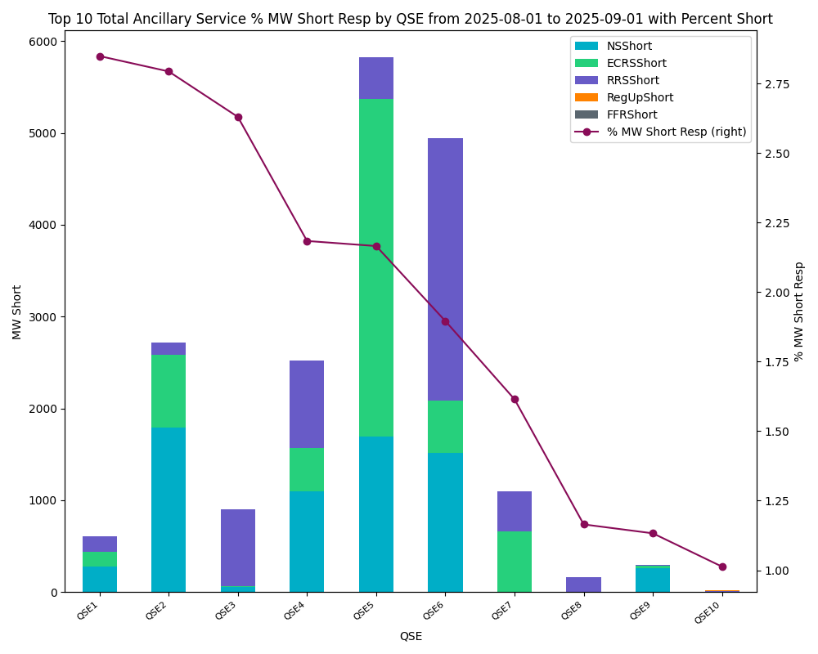 Top 10 Total Ancillary Service % MW Short Resp by QSE from 2025-08-01 to 2025-09-01 with Percent Short
NSShort
ECRSShort
RRSShort
RegUpShort
FFRShort
% MW Short Resp (right)
MW Short
6000
5000
4000
3000
2000
1000
0
2.75
2.50
2.25
2.00
1.75
1.50
1.25
1.00
% MW Short Resp
QSE1
QSE2
QSE3
QSE4
QSE5
QSE6
QSE7
QSE8
QSE9
QSE10
QSE